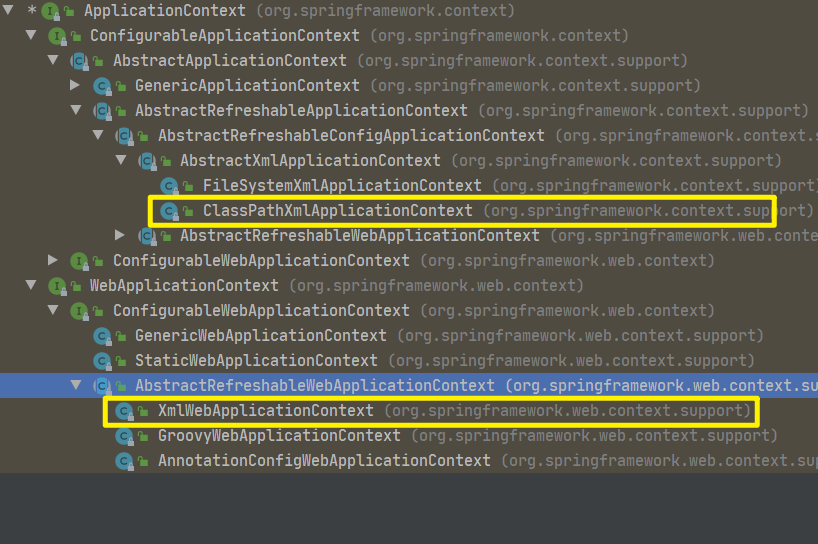 * ApplicationContext (org.springframework.context)
ConfigurableApplicationContext (org.springframework.context)
AbstractApplicationContext (org.springframework.context.support)
GenericApplicationContext (org.springframework.context.support)
AbstractRefreshableApplicationContext (org.springframework.context.support)
AbstractRefreshableConfigApplicationContext (org.springframework.context.s
AbstractXmlApplicationContext (org.springframework.context.support)
FileSystemXmlApplicationContext (org.springframework.context.support)
ClassPathXmlApplicationContext (org.springframework.context.support)
AbstractRefreshableWebApplicationContext (org.springframework.web.conte
ConfigurableWebApplicationContext (org.springframework.web.context)
WebApplicationContext (org.springframework.web.context)
ConfigurableWebApplicationContext (org.springframework.web.context)
GenericWebApplicationContext (org.springframework.web.context.support)
StaticWebApplicationContext (org.springframework.web.context.support)
AbstractRefreshableWebApplicationContext (org.springframework.web.context.su
XmlWebApplicationContext (org.springframework.web.context.support)
GroovyWebApplicationContext (org.springframework.web.context.support)
AnnotationConfigWebApplicationContext (org.springframework.web.context.supp